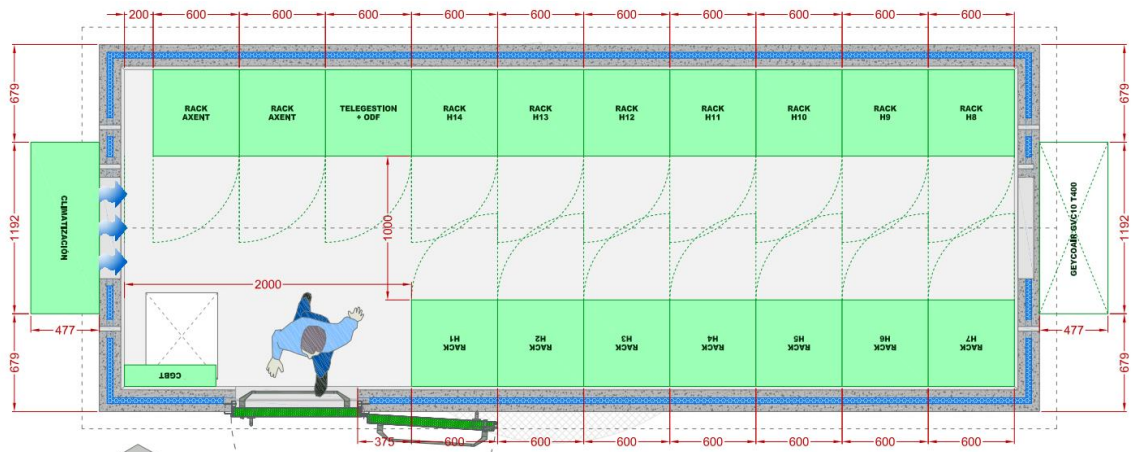 200
600
600
600
600
600
600
600
600
600
600
679
679
RACK
AXENT
RACK
AXENT
TELEGESTION
+ ODF
RACK
H14
RACK
H13
RACK
H12
RACK
H11
RACK
H10
RACK
H9
RACK
H8
1192
CLIMATIZACIÓN
1000
GEYCOAIR GVC10 T400
1192
2000
477
477
679
RACK
H1
RACK
H2
RACK
H3
RACK
H4
RACK
H5
RACK
H6
RACK
H7
679
CGBT
375
600
600
600
600
600
600
600